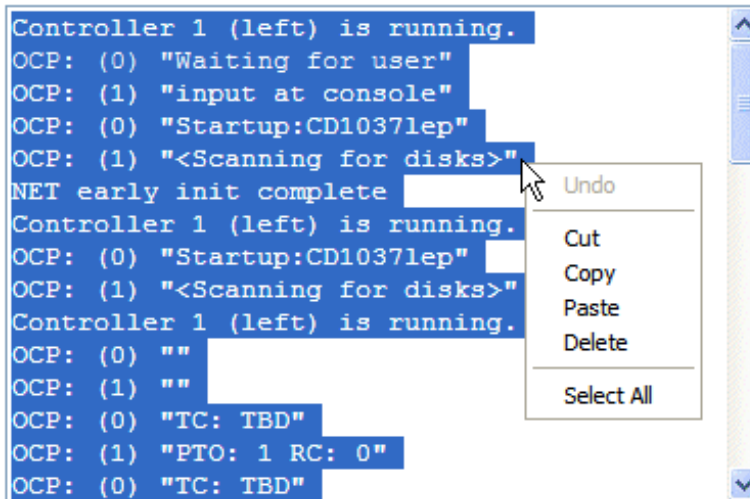 Controller 1 (left) is running.
OCP: (0) "Waiting for user"
OCP: (1) "input at console"
OCP: (0) "Startup:CD1037lep"
OCP: (1) "<Scanning for disks>"
NET early init complete
Controller 1 (left) is running.
OCP: (0) "Startup:CD1037lep"
OCP: (1) "<Scanning for disks>"
Controller 1 (left) is running.
OCP: (0) ""
OCP: (1) ""
OCP: (0) "TC: TBD"
OCP: (1) "PTO: 1 RC: 0"
OCP: (0) "TC: TBD"
Undo
Cut
Copy
Paste
Delete
Select All